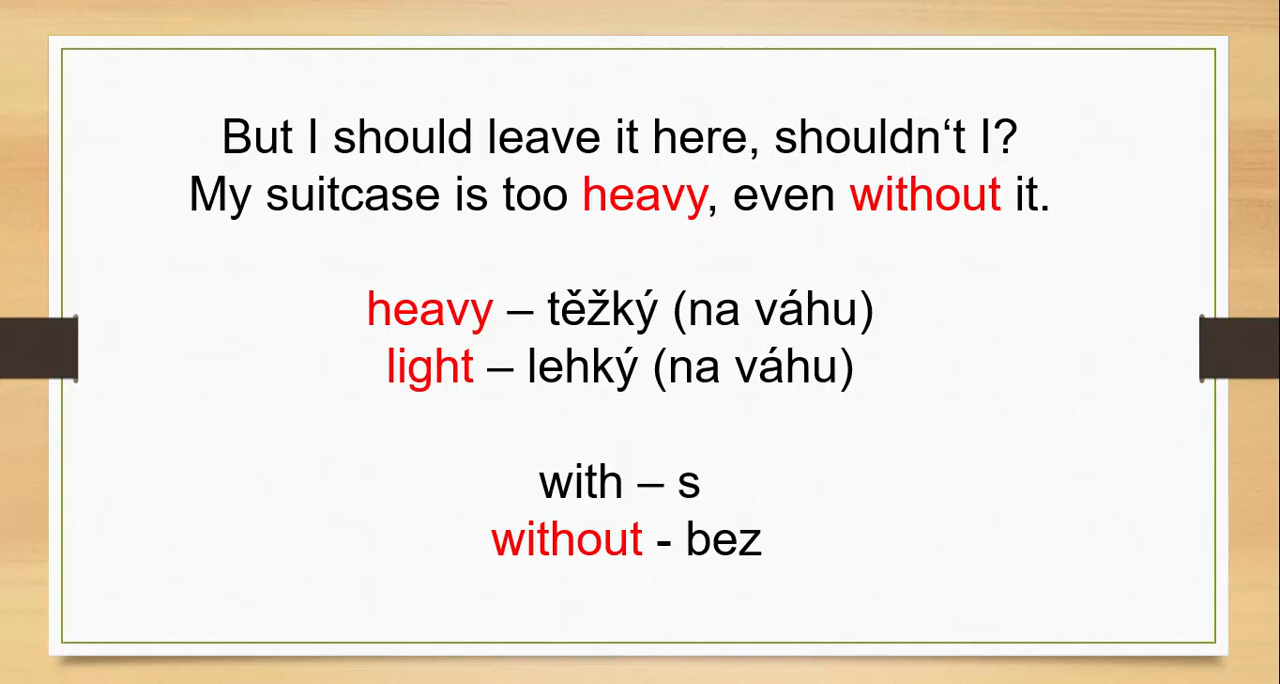 But I should leave it here, shouldn‘t I?
My suitcase is too heavy, even without it.
heavy – těžký (na váhu)
light – lehký (na váhu)
with – s
without - bez